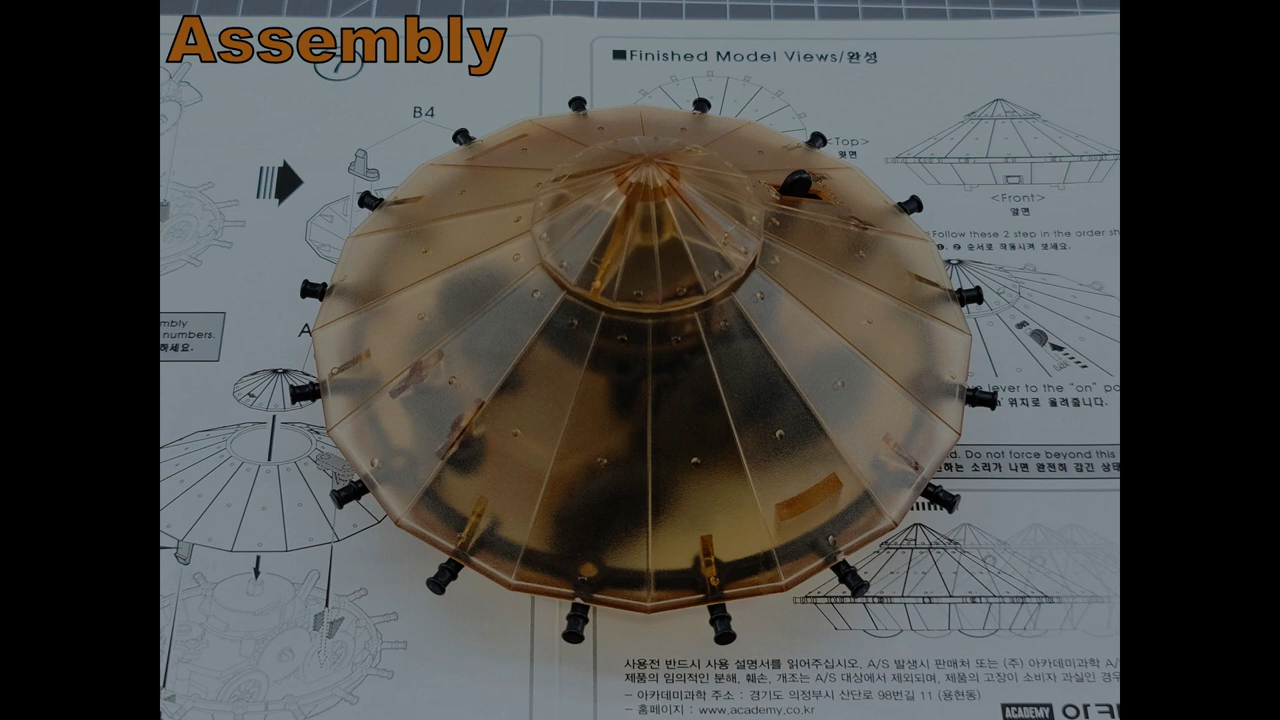 Assembly
7
■Finished Model Views/완성
B4
<Top>
윗면
<Front>
앞면
Follow these 2 step in the order sh
❶, ❷ 순서로 작동시켜 보세요.
mbly
numbers.
하세요.
A
ve lever to the "on" po
위치로 올려줍니다.
d. Do not force beyond this
하는 소리가 나면 완전히 감긴 상태
사용전 반드시 사용 설명서를 읽어주십시오, A/S 발생시 판매처 또는 (주) 아카데미과학 A/
제품의 임의적인 분해, 훼손, 개조는 A/S 대상에서 제외되며, 제품의 고장이 소비자 과실인 경우
– 아카데미과학 주소 : 경기도 의정부시 산단로 98번길 11 (용현동)
– 홈페이지 : www.academy.co.kr
ACADEMY 아카